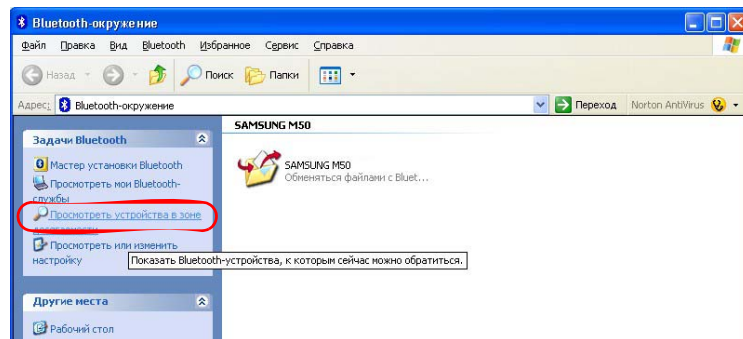 Bluetooth-окружение
Файл Правка Вид Bluetooth Избранное Сервис Справка
Назад Поиск Папки
Адрес: Bluetooth-окружение Переход Norton AntiVirus
Задачи Bluetooth
Мастер установки Bluetooth
Просмотреть мои Bluetooth-
службы
Просмотреть устройства в зоне
Просмотреть или изменить
настройку
Показать Bluetooth-устройства, к которым сейчас можно обратиться.
Другие места
Рабочий стол
SAMSUNG M50
SAMSUNG M50
Обменяться файлами с Bluet...